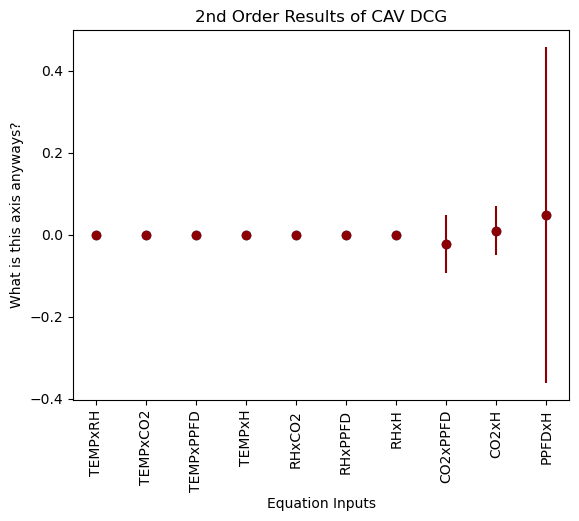 2nd Order Results of CAV DCG
What is this axis anyways?
0.4
0.2
0.0
−0.2
−0.4
TEMPxRH
TEMPxCO2
TEMPxPPFD
TEMPxH
RHxCO2
RHxPPFD
RHxH
CO2xPPFD
CO2xH
PPFDxH
Equation Inputs